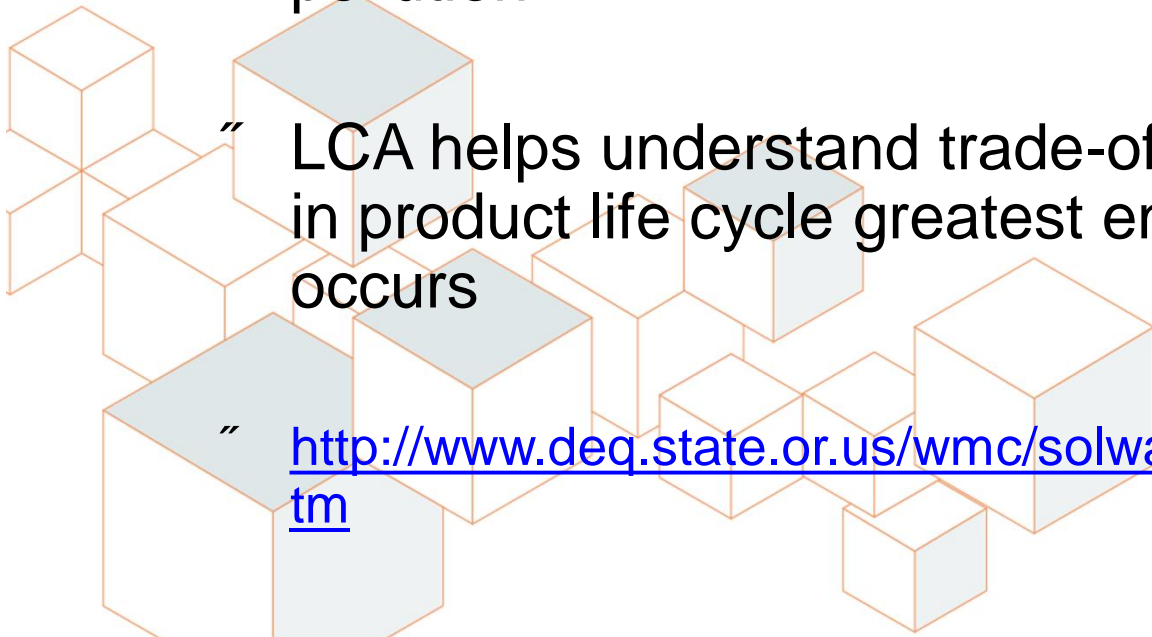 ˝ LCA helps understand trade-of
in product life cycle greatest er
occurs
˝ http://www.deq.state.or.us/wmc/solwa
tm